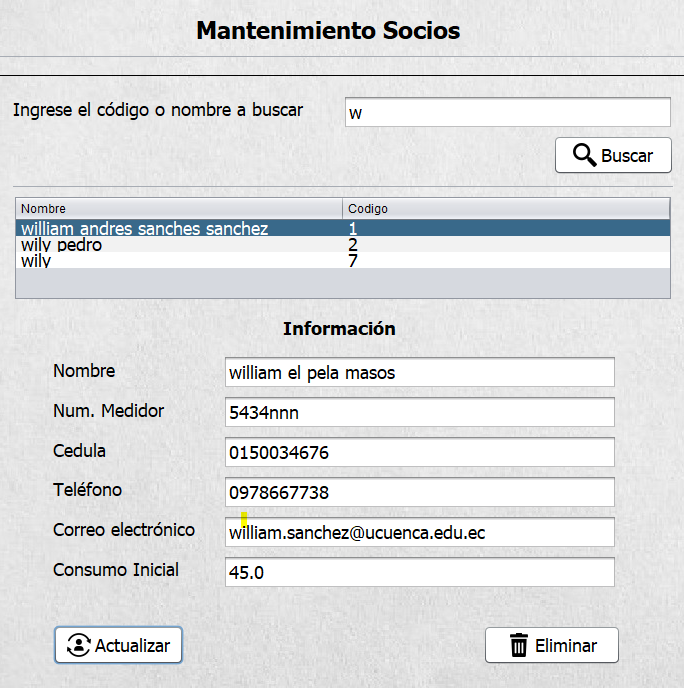 Mantenimiento Socios
Ingrese el código o nombre a buscar w
Buscar
Nombre Codigo
william andres sanches sanchez 1
wily pedro 2
wily 7
Información
Nombre william el pela masos
Num. Medidor 5434nnn
Cedula 0150034676
Teléfono 0978667738
Correo electrónico william.sanchez@ucuenca.edu.ec
Consumo Inicial 45.0
Actualizar Eliminar